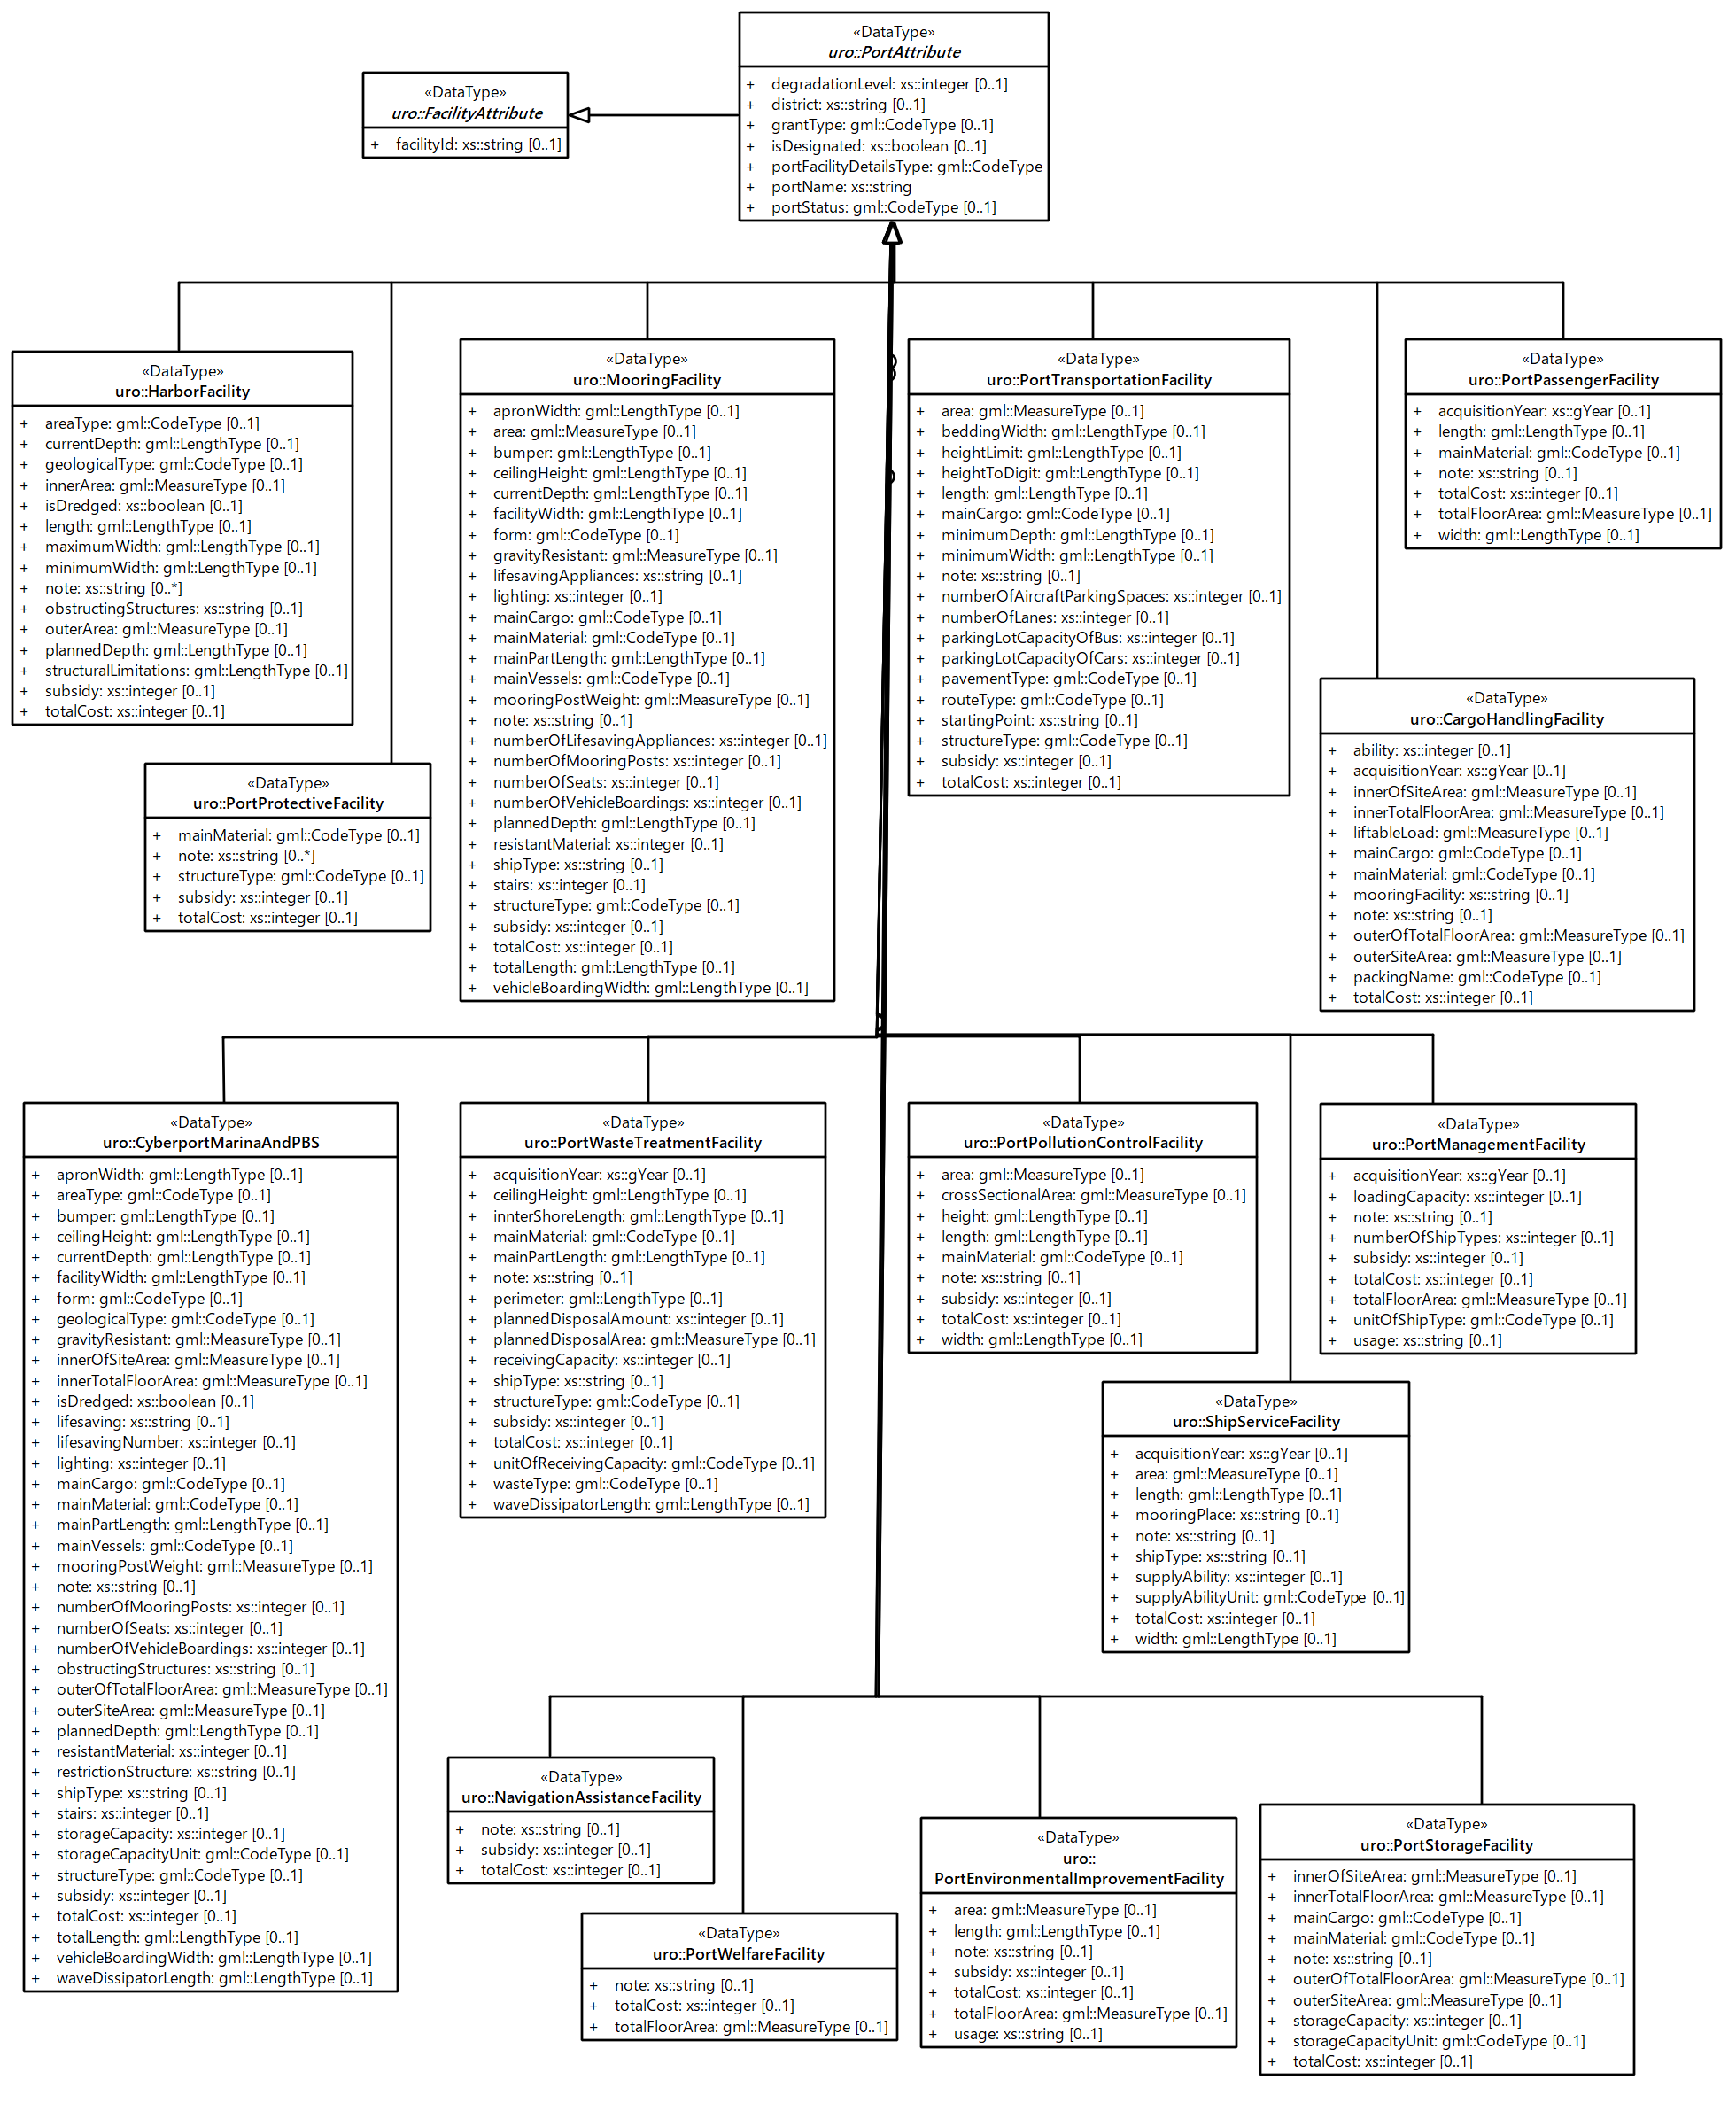 «DataType»
uro::PortAttribute
+ degradationLevel: xs::integer [0..1]
+ district: xs::string [0..1]
+ grantType: gml::CodeType [0..1]
+ isDesignated: xs::boolean [0..1]
+ portFacilityDetailsType: gml::CodeType
+ portName: xs::string
+ portStatus: gml::CodeType [0..1]
«DataType»
uro::FacilityAttribute
+ facilityId: xs::string [0..1]
«DataType»
uro::HarborFacility
+ areaType: gml::CodeType [0..1]
+ currentDepth: gml::LengthType [0..1]
+ geologicalType: gml::CodeType [0..1]
+ innerArea: gml::MeasureType [0..1]
+ isDredged: xs::boolean [0..1]
+ length: gml::LengthType [0..1]
+ maximumWidth: gml::LengthType [0..1]
+ minimumWidth: gml::LengthType [0..1]
+ note: xs::string [0..*]
+ obstructingStructures: xs::string [0..1]
+ outerArea: gml::MeasureType [0..1]
+ plannedDepth: gml::LengthType [0..1]
+ structuralLimitations: gml::LengthType [0..1]
+ subsidy: xs::integer [0..1]
+ totalCost: xs::integer [0..1]
«DataType»
uro::PortProtectiveFacility
+ mainMaterial: gml::CodeType [0..1]
+ note: xs::string [0..*]
+ structureType: gml::CodeType [0..1]
+ subsidy: xs::integer [0..1]
+ totalCost: xs::integer [0..1]
«DataType»
uro::MooringFacility
+ apronWidth: gml::LengthType [0..1]
+ area: gml::MeasureType [0..1]
+ bumper: gml::LengthType [0..1]
+ ceilingHeight: gml::LengthType [0..1]
+ currentDepth: gml::LengthType [0..1]
+ facilityWidth: gml::LengthType [0..1]
+ form: gml::CodeType [0..1]
+ gravityResistant: gml::MeasureType [0..1]
+ lifesavingAppliances: xs::string [0..1]
+ lighting: xs::integer [0..1]
+ mainCargo: gml::CodeType [0..1]
+ mainMaterial: gml::CodeType [0..1]
+ mainPartLength: gml::LengthType [0..1]
+ mainVessels: gml::CodeType [0..1]
+ mooringPostWeight: gml::MeasureType [0..1]
+ note: xs::string [0..1]
+ numberOfLifesavingAppliances: xs::integer [0..1]
+ numberOfMooringPosts: xs::integer [0..1]
+ numberOfSeats: xs::integer [0..1]
+ numberOfVehicleBoardings: xs::integer [0..1]
+ plannedDepth: gml::LengthType [0..1]
+ resistantMaterial: xs::integer [0..1]
+ shipType: xs::string [0..1]
+ stairs: xs::integer [0..1]
+ structureType: gml::CodeType [0..1]
+ subsidy: xs::integer [0..1]
+ totalCost: xs::integer [0..1]
+ totalLength: gml::LengthType [0..1]
+ vehicleBoardingWidth: gml::LengthType [0..1]
«DataType»
uro::PortTransportationFacility
+ area: gml::MeasureType [0..1]
+ beddingWidth: gml::LengthType [0..1]
+ heightLimit: gml::LengthType [0..1]
+ heightToDigit: gml::LengthType [0..1]
+ length: gml::LengthType [0..1]
+ mainCargo: gml::CodeType [0..1]
+ minimumDepth: gml::LengthType [0..1]
+ minimumWidth: gml::LengthType [0..1]
+ note: xs::string [0..1]
+ numberOfAircraftParkingSpaces: xs::integer [0..1]
+ numberOfLanes: xs::integer [0..1]
+ parkingLotCapacityOfBus: xs::integer [0..1]
+ parkingLotCapacityOfCars: xs::integer [0..1]
+ pavementType: gml::CodeType [0..1]
+ routeType: gml::CodeType [0..1]
+ startingPoint: xs::string [0..1]
+ structureType: gml::CodeType [0..1]
+ subsidy: xs::integer [0..1]
+ totalCost: xs::integer [0..1]
«DataType»
uro::PortPassengerFacility
+ acquisitionYear: xs::gYear [0..1]
+ length: gml::LengthType [0..1]
+ mainMaterial: gml::CodeType [0..1]
+ note: xs::string [0..1]
+ totalCost: xs::integer [0..1]
+ totalFloorArea: gml::MeasureType [0..1]
+ width: gml::LengthType [0..1]
«DataType»
uro::CargoHandlingFacility
+ ability: xs::integer [0..1]
+ acquisitionYear: xs::gYear [0..1]
+ innerOfSiteArea: gml::MeasureType [0..1]
+ innerTotalFloorArea: gml::MeasureType [0..1]
+ liftableLoad: gml::MeasureType [0..1]
+ mainCargo: gml::CodeType [0..1]
+ mainMaterial: gml::CodeType [0..1]
+ mooringFacility: xs::string [0..1]
+ note: xs::string [0..1]
+ outerOfTotalFloorArea: gml::MeasureType [0..1]
+ outerSiteArea: gml::MeasureType [0..1]
+ packingName: gml::CodeType [0..1]
+ totalCost: xs::integer [0..1]
«DataType»
uro::CyberportMarinaAndPBS
+ apronWidth: gml::LengthType [0..1]
+ areaType: gml::CodeType [0..1]
+ bumper: gml::LengthType [0..1]
+ ceilingHeight: gml::LengthType [0..1]
+ currentDepth: gml::LengthType [0..1]
+ facilityWidth: gml::LengthType [0..1]
+ form: gml::CodeType [0..1]
+ geologicalType: gml::CodeType [0..1]
+ gravityResistant: gml::MeasureType [0..1]
+ innerOfSiteArea: gml::MeasureType [0..1]
+ innerTotalFloorArea: gml::MeasureType [0..1]
+ isDredged: xs::boolean [0..1]
+ lifesaving: xs::string [0..1]
+ lifesavingNumber: xs::integer [0..1]
+ lighting: xs::integer [0..1]
+ mainCargo: gml::CodeType [0..1]
+ mainMaterial: gml::CodeType [0..1]
+ mainPartLength: gml::LengthType [0..1]
+ mainVessels: gml::CodeType [0..1]
+ mooringPostWeight: gml::MeasureType [0..1]
+ note: xs::string [0..1]
+ numberOfMooringPosts: xs::integer [0..1]
+ numberOfSeats: xs::integer [0..1]
+ numberOfVehicleBoardings: xs::integer [0..1]
+ obstructingStructures: xs::string [0..1]
+ outerOfTotalFloorArea: gml::MeasureType [0..1]
+ outerSiteArea: gml::MeasureType [0..1]
+ plannedDepth: gml::LengthType [0..1]
+ resistantMaterial: xs::integer [0..1]
+ restrictionStructure: xs::string [0..1]
+ shipType: xs::string [0..1]
+ stairs: xs::integer [0..1]
+ storageCapacity: xs::integer [0..1]
+ storageCapacityUnit: gml::CodeType [0..1]
+ structureType: gml::CodeType [0..1]
+ subsidy: xs::integer [0..1]
+ totalCost: xs::integer [0..1]
+ totalLength: gml::LengthType [0..1]
+ vehicleBoardingWidth: gml::LengthType [0..1]
+ waveDissipatorLength: gml::LengthType [0..1]
«DataType»
uro::PortWasteTreatmentFacility
+ acquisitionYear: xs::gYear [0..1]
+ ceilingHeight: gml::LengthType [0..1]
+ innterShoreLength: gml::LengthType [0..1]
+ mainMaterial: gml::CodeType [0..1]
+ mainPartLength: gml::LengthType [0..1]
+ note: xs::string [0..1]
+ perimeter: gml::LengthType [0..1]
+ plannedDisposalAmount: xs::integer [0..1]
+ plannedDisposalArea: gml::MeasureType [0..1]
+ receivingCapacity: xs::integer [0..1]
+ shipType: xs::string [0..1]
+ structureType: gml::CodeType [0..1]
+ subsidy: xs::integer [0..1]
+ totalCost: xs::integer [0..1]
+ unitOfReceivingCapacity: gml::CodeType [0..1]
+ wasteType: gml::CodeType [0..1]
+ waveDissipatorLength: gml::LengthType [0..1]
«DataType»
uro::PortPollutionControlFacility
+ area: gml::MeasureType [0..1]
+ crossSectionalArea: gml::MeasureType [0..1]
+ height: gml::LengthType [0..1]
+ length: gml::LengthType [0..1]
+ mainMaterial: gml::CodeType [0..1]
+ note: xs::string [0..1]
+ subsidy: xs::integer [0..1]
+ totalCost: xs::integer [0..1]
+ width: gml::LengthType [0..1]
«DataType»
uro::PortManagementFacility
+ acquisitionYear: xs::gYear [0..1]
+ loadingCapacity: xs::integer [0..1]
+ note: xs::string [0..1]
+ numberOfShipTypes: xs::integer [0..1]
+ subsidy: xs::integer [0..1]
+ totalCost: xs::integer [0..1]
+ totalFloorArea: gml::MeasureType [0..1]
+ unitOfShipType: gml::CodeType [0..1]
+ usage: xs::string [0..1]
«DataType»
uro::ShipServiceFacility
+ acquisitionYear: xs::gYear [0..1]
+ area: gml::MeasureType [0..1]
+ length: gml::LengthType [0..1]
+ mooringPlace: xs::string [0..1]
+ note: xs::string [0..1]
+ shipType: xs::string [0..1]
+ supplyAbility: xs::integer [0..1]
+ supplyAbilityUnit: gml::CodeType [0..1]
+ totalCost: xs::integer [0..1]
+ width: gml::LengthType [0..1]
«DataType»
uro::NavigationAssistanceFacility
+ note: xs::string [0..1]
+ subsidy: xs::integer [0..1]
+ totalCost: xs::integer [0..1]
«DataType»
uro::PortWelfareFacility
+ note: xs::string [0..1]
+ totalCost: xs::integer [0..1]
+ totalFloorArea: gml::MeasureType [0..1]
«DataType»
uro::
PortEnvironmentalImprovementFacility
+ area: gml::MeasureType [0..1]
+ length: gml::LengthType [0..1]
+ note: xs::string [0..1]
+ subsidy: xs::integer [0..1]
+ totalCost: xs::integer [0..1]
+ totalFloorArea: gml::MeasureType [0..1]
+ usage: xs::string [0..1]
«DataType»
uro::PortStorageFacility
+ innerOfSiteArea: gml::MeasureType [0..1]
+ innerTotalFloorArea: gml::MeasureType [0..1]
+ mainCargo: gml::CodeType [0..1]
+ mainMaterial: gml::CodeType [0..1]
+ note: xs::string [0..1]
+ outerOfTotalFloorArea: gml::MeasureType [0..1]
+ outerSiteArea: gml::MeasureType [0..1]
+ storageCapacity: xs::integer [0..1]
+ storageCapacityUnit: gml::CodeType [0..1]
+ totalCost: xs::integer [0..1]